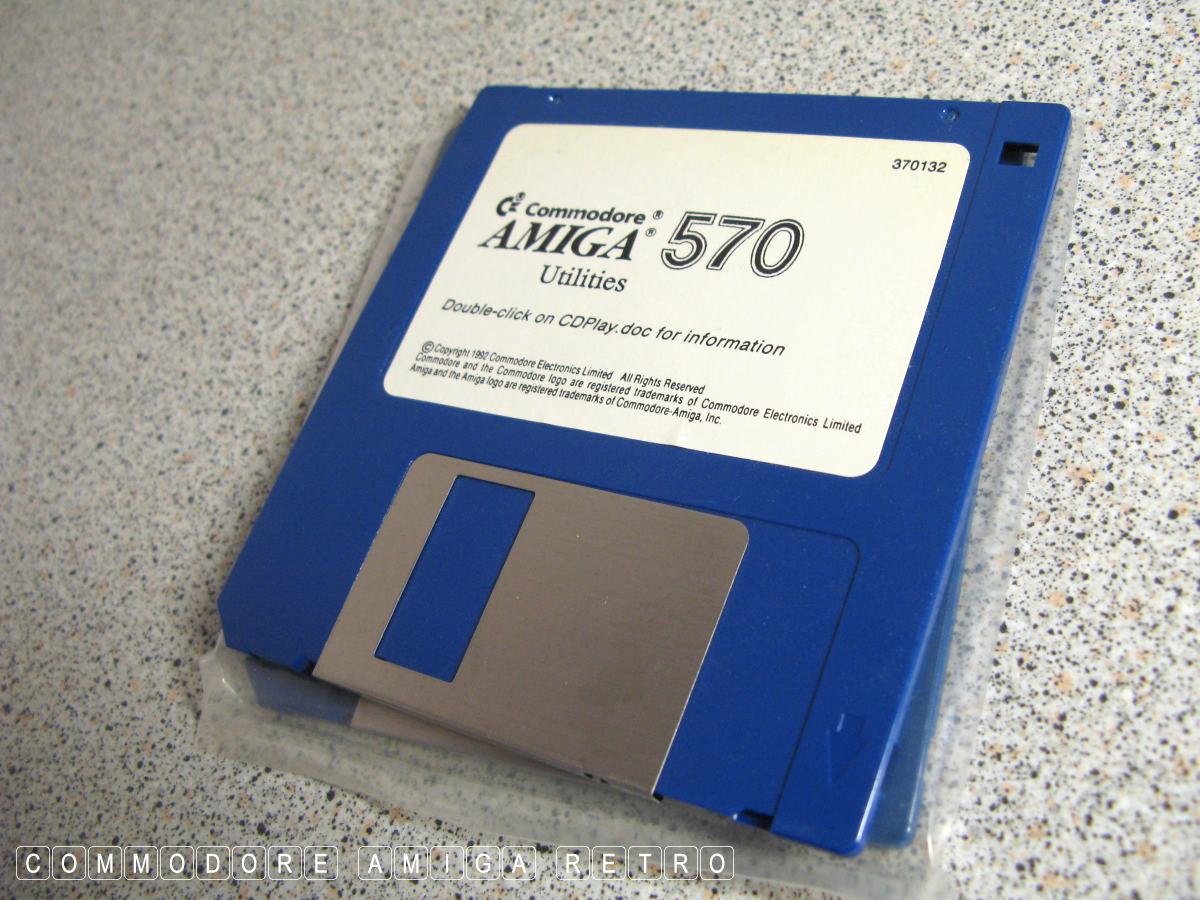 370132
Commodore®
AMIGA® 570
Utilities
Double-click on CDPlay.doc for information
©Copyright 1992 Commodore Electronics Limited All Rights Reserved
Commodore and the Commodore logo are registered trademarks of Commodore Electronics Limited
Amiga and the Amiga logo are registered trademarks of Commodore-Amiga, Inc.
COMMODORE AMIGA RETRO